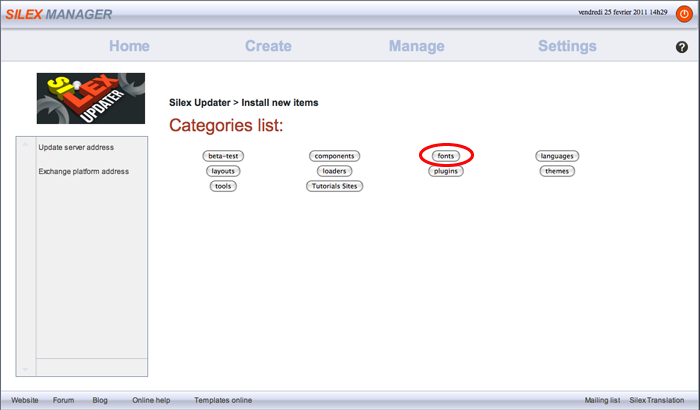 SILEX MANAGER
vendredi 25 fevrier 2011 14h29
Home Create Manage Settings
?
SILEX
UPDATER
Silex Updater > Install new items
Categories list:
Update server address
Exchange platform address
beta-test components fonts languages
layouts loaders plugins themes
tools Tutorials Sites
Website Forum Blog Online help Templates online Mailing list Silex Translation